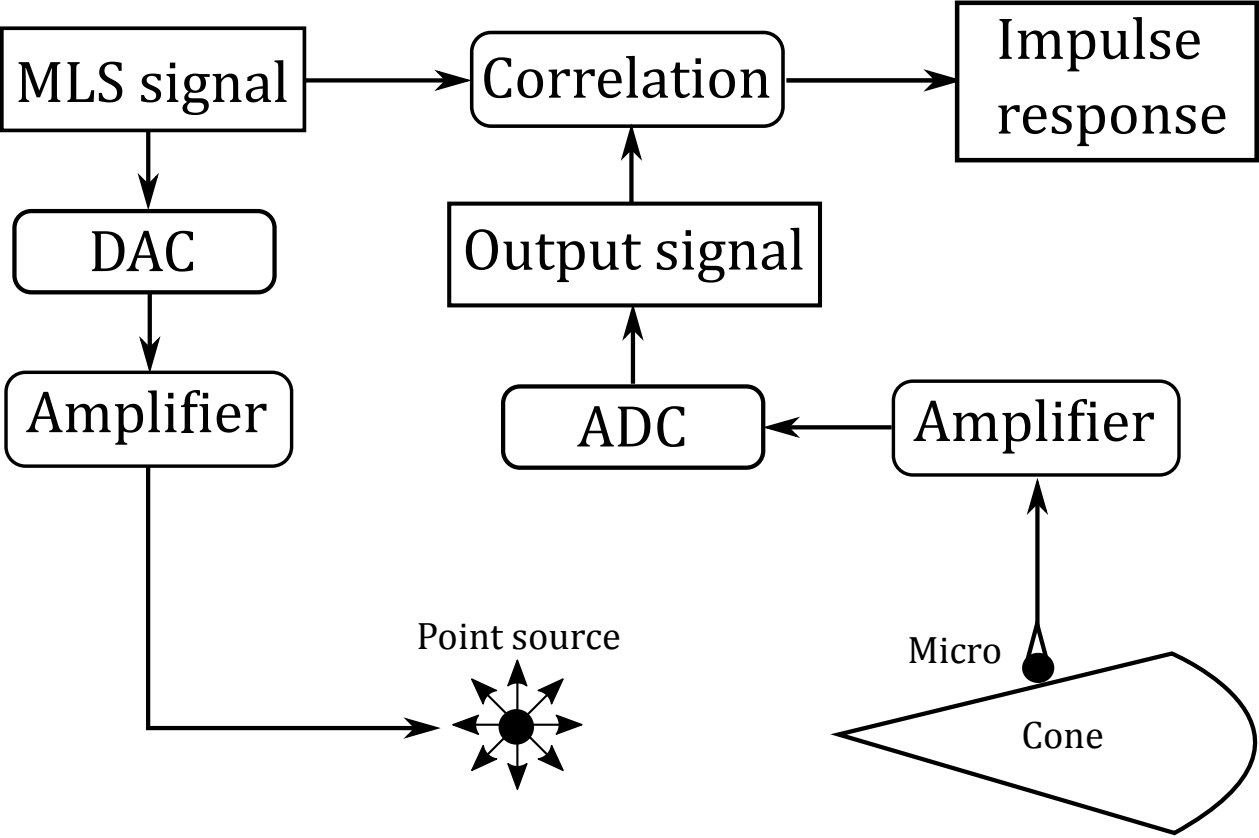 MLS signal
Correlation
Impulse
response
DAC
Output signal
Amplifier
ADC
Amplifier
Point source
Micro
Cone